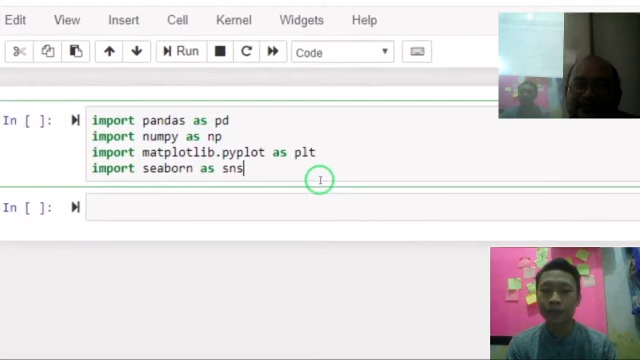 Edit View Insert Cell Kernel Widgets Help
Run Code
In [ ]: import pandas as pd
import numpy as np
import matplotlib.pyplot as plt
import seaborn as sns
In [ ]: